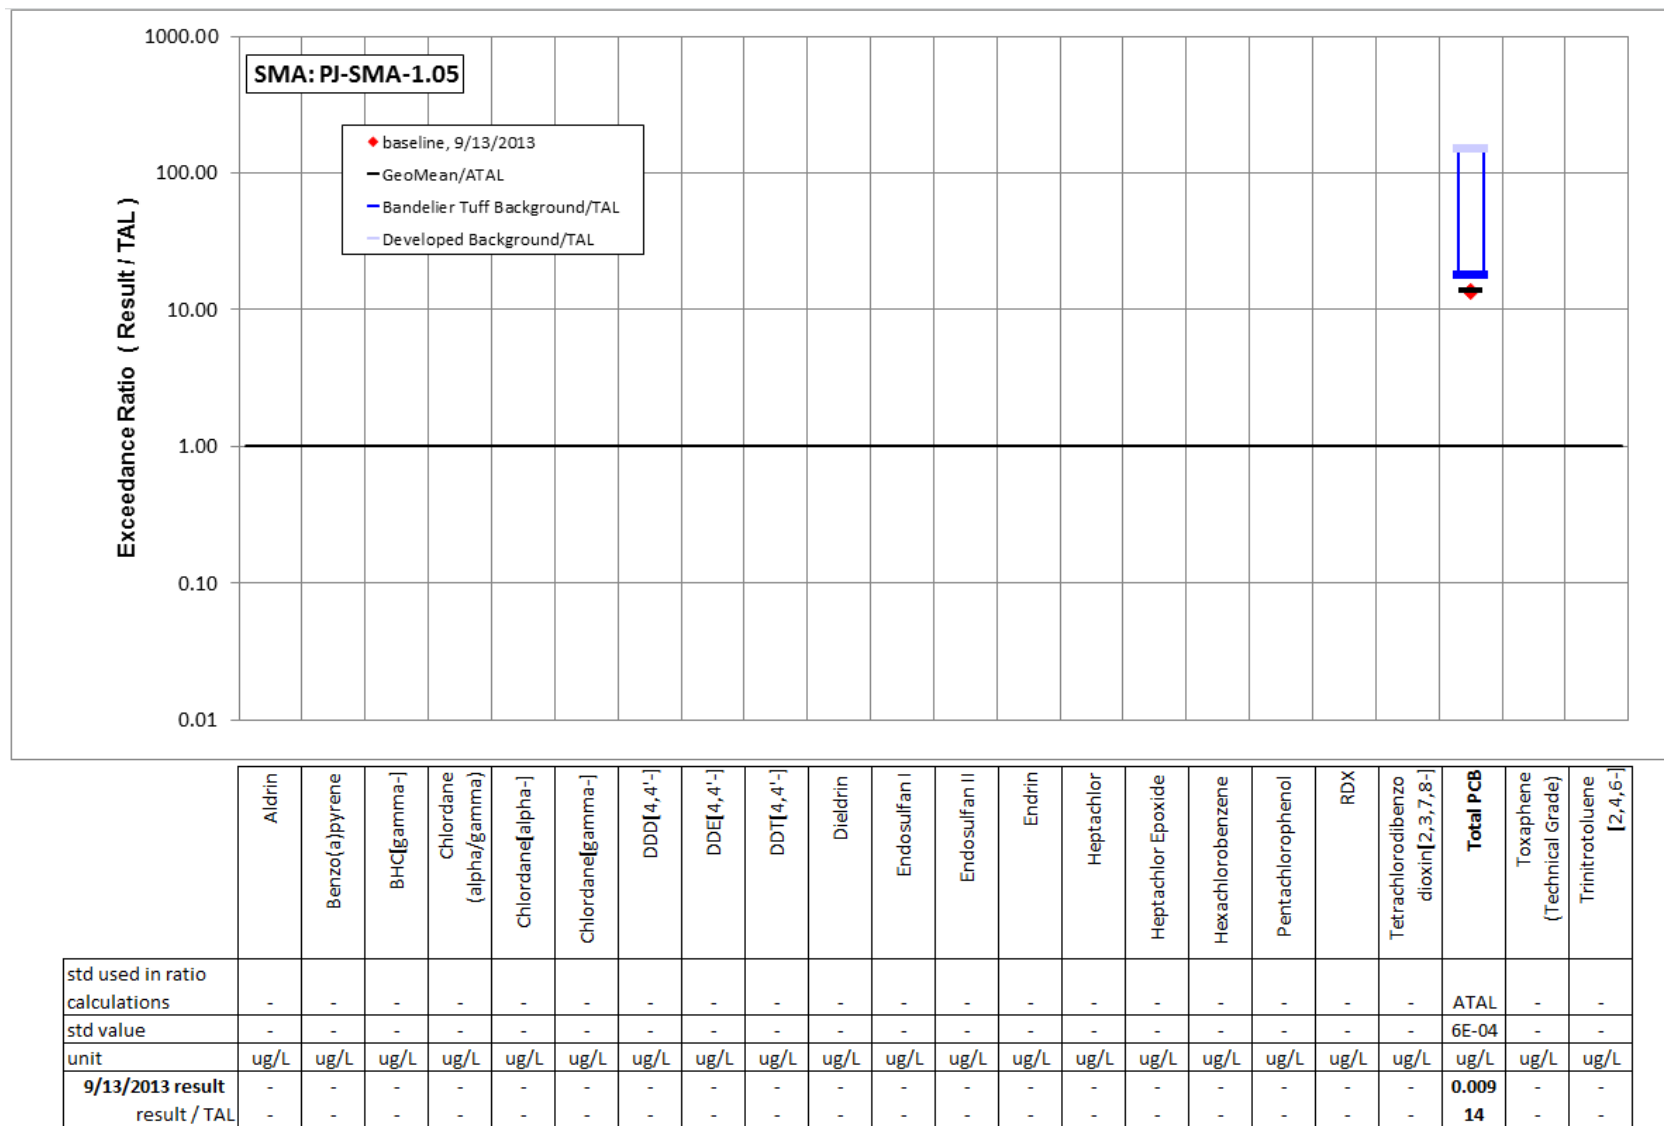 1000.00
100.00
10.00
1.00
0.10
0.01
Exceedance Ratio ( Result / TAL )
SMA: PJ-SMA-1.05
baseline, 9/13/2013
GeoMean/ATAL
Bandelier Tuff Background/TAL
Developed Background/TAL
Aldrin
Benzo(a)pyrene
BHC[gamma-]
Chlordane
(alpha/gamma)
Chlordane[alpha-]
Chlordane[gamma-]
DDD[4,4'-]
DDE[4,4'-]
DDT[4,4'-]
Dieldrin
Endosulfan I
Endosulfan II
Endrin
Heptachlor
Heptachlor Epoxide
Hexachlorobenzene
Pentachlorophenol
RDX
Tetrachlorodibenzo
dioxin[2,3,7,8-]
Total PCB
Toxaphene
(Technical Grade)
Trinitrotoluene
[2,4,6-]
std used in ratio
calculations - - - - - - - - - - - - - - - - - - - ATAL - -
std value - - - - - - - - - - - - - - - - - - - 6E-04 - -
unit ug/L ug/L ug/L ug/L ug/L ug/L ug/L ug/L ug/L ug/L ug/L ug/L ug/L ug/L ug/L ug/L ug/L ug/L ug/L ug/L ug/L ug/L
9/13/2013 result - - - - - - - - - - - - - - - - - - - 0.009 - -
result / TAL - - - - - - - - - - - - - - - - - - - 14 - -